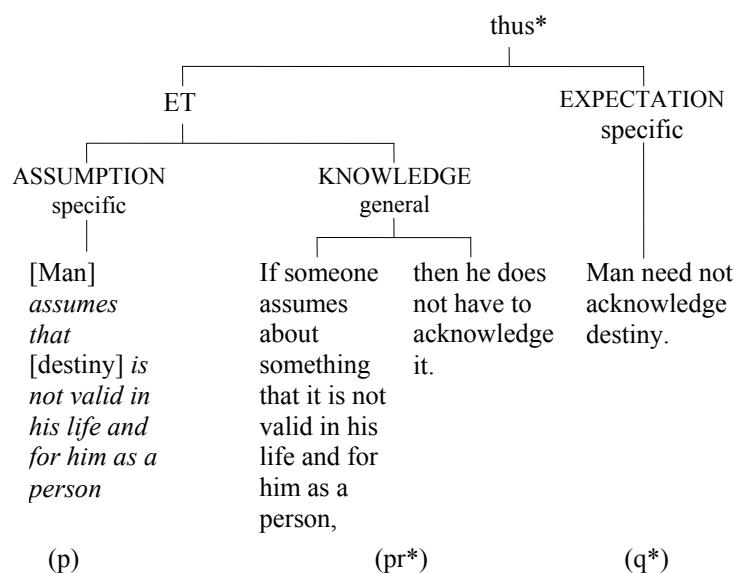 thus*
ET
EXPECTATION
specific
ASSUMPTION
specific
KNOWLEDGE
general
[Man]
assumes
that
[destiny] is
not valid in
his life and
for him as a
person
If someone
assumes
about
something
that it is not
valid in his
life and for
him as a
person,
then he does
not have to
acknowledge
it.
Man need not
acknowledge
destiny.
(p)
(pr*)
(q*)